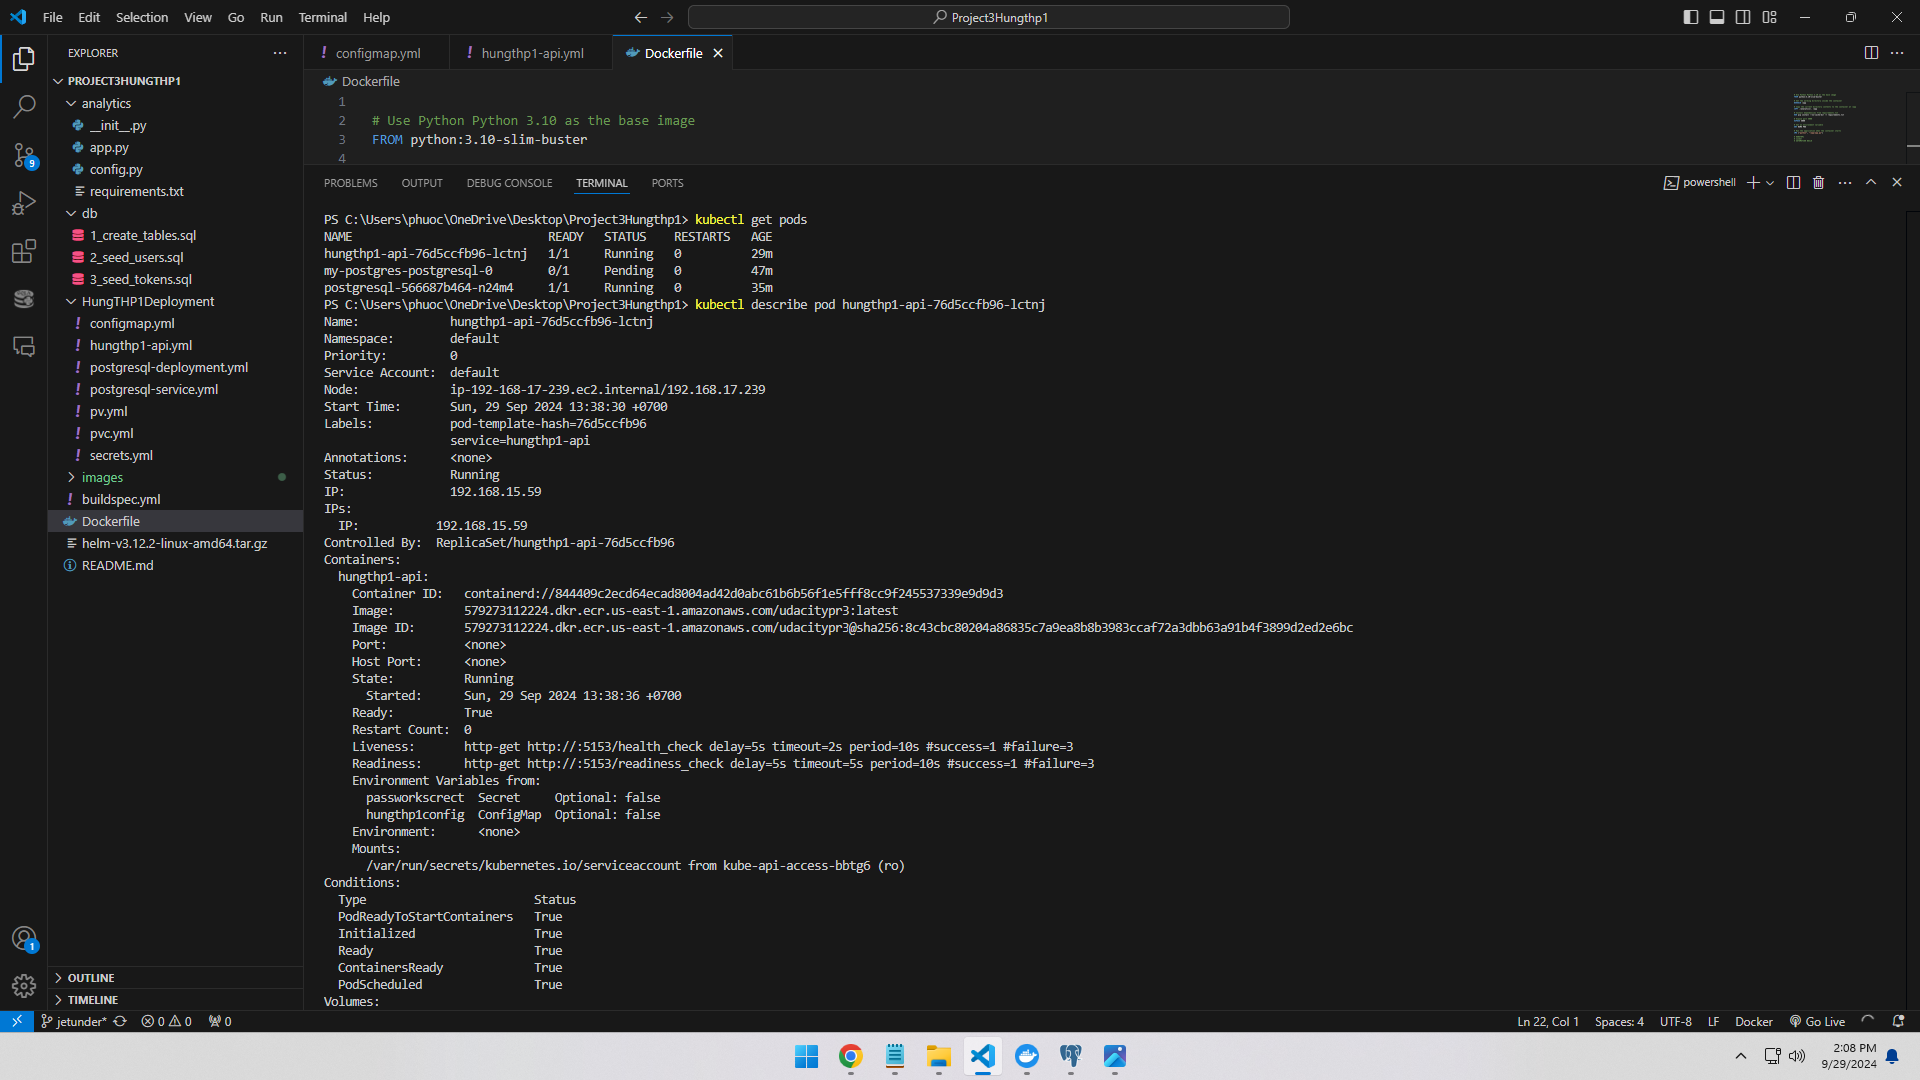 File Edit Selection View Go Run Terminal Help
Project3Hungthp1
EXPLORER
PROJECT3HUNGTHP1
analytics
__init__.py
app.py
config.py
requirements.txt
db
1_create_tables.sql
2_seed_users.sql
3_seed_tokens.sql
HungTHP1Deployment
configmap.yml
hungthp1-api.yml
postgresql-deployment.yml
postgresql-service.yml
pv.yml
pvc.yml
secrets.yml
images
buildspec.yml
Dockerfile
helm-v3.12.2-linux-amd64.tar.gz
README.md
OUTLINE
TIMELINE
9
1
configmap.yml hungthp1-api.yml Dockerfile
Dockerfile
1
2 # Use Python Python 3.10 as the base image
3 FROM python:3.10-slim-buster
4
PROBLEMS OUTPUT DEBUG CONSOLE TERMINAL PORTS
powershell
PS C:\Users\phuoc\OneDrive\Desktop\Project3Hungthp1> kubectl get pods
NAME READY STATUS RESTARTS AGE
hungthp1-api-76d5ccfb96-lctnj 1/1 Running 0 29m
my-postgres-postgresql-0 0/1 Pending 0 47m
postgresql-566687b464-n24m4 1/1 Running 0 35m
PS C:\Users\phuoc\OneDrive\Desktop\Project3Hungthp1> kubectl describe pod hungthp1-api-76d5ccfb96-lctnj
Name: hungthp1-api-76d5ccfb96-lctnj
Namespace: default
Priority: 0
Service Account: default
Node: ip-192-168-17-239.ec2.internal/192.168.17.239
Start Time: Sun, 29 Sep 2024 13:38:30 +0700
Labels: pod-template-hash=76d5ccfb96
service=hungthp1-api
Annotations: <none>
Status: Running
IP: 192.168.15.59
IPs:
IP: 192.168.15.59
Controlled By: ReplicaSet/hungthp1-api-76d5ccfb96
Containers:
hungthp1-api:
Container ID: containerd://844409c2ecd64ecad8004ad42d0abc61b6b56f1e5fff8cc9f245537339e9d9d3
Image: 579273112224.dkr.ecr.us-east-1.amazonaws.com/udacitypr3:latest
Image ID: 579273112224.dkr.ecr.us-east-1.amazonaws.com/udacitypr3@sha256:8c43cbc80204a86835c7a9ea8b8b3983ccaf72a3dbb63a91b4f3899d2ed2e6bc
Port: <none>
Host Port: <none>
State: Running
Started: Sun, 29 Sep 2024 13:38:36 +0700
Ready: True
Restart Count: 0
Liveness: http-get http://:5153/health_check delay=5s timeout=2s period=10s #success=1 #failure=3
Readiness: http-get http://:5153/readiness_check delay=5s timeout=5s period=10s #success=1 #failure=3
Environment Variables from:
passworkscrect Secret Optional: false
hungthp1config ConfigMap Optional: false
Environment: <none>
Mounts:
/var/run/secrets/kubernetes.io/serviceaccount from kube-api-access-bbtg6 (ro)
Conditions:
Type Status
PodReadyToStartContainers True
Initialized True
Ready True
ContainersReady True
PodScheduled True
Volumes:
jetunder* 0 0 0
Ln 22, Col 1 Spaces: 4 UTF-8 LF Docker Go Live
2:08 PM
9/29/2024